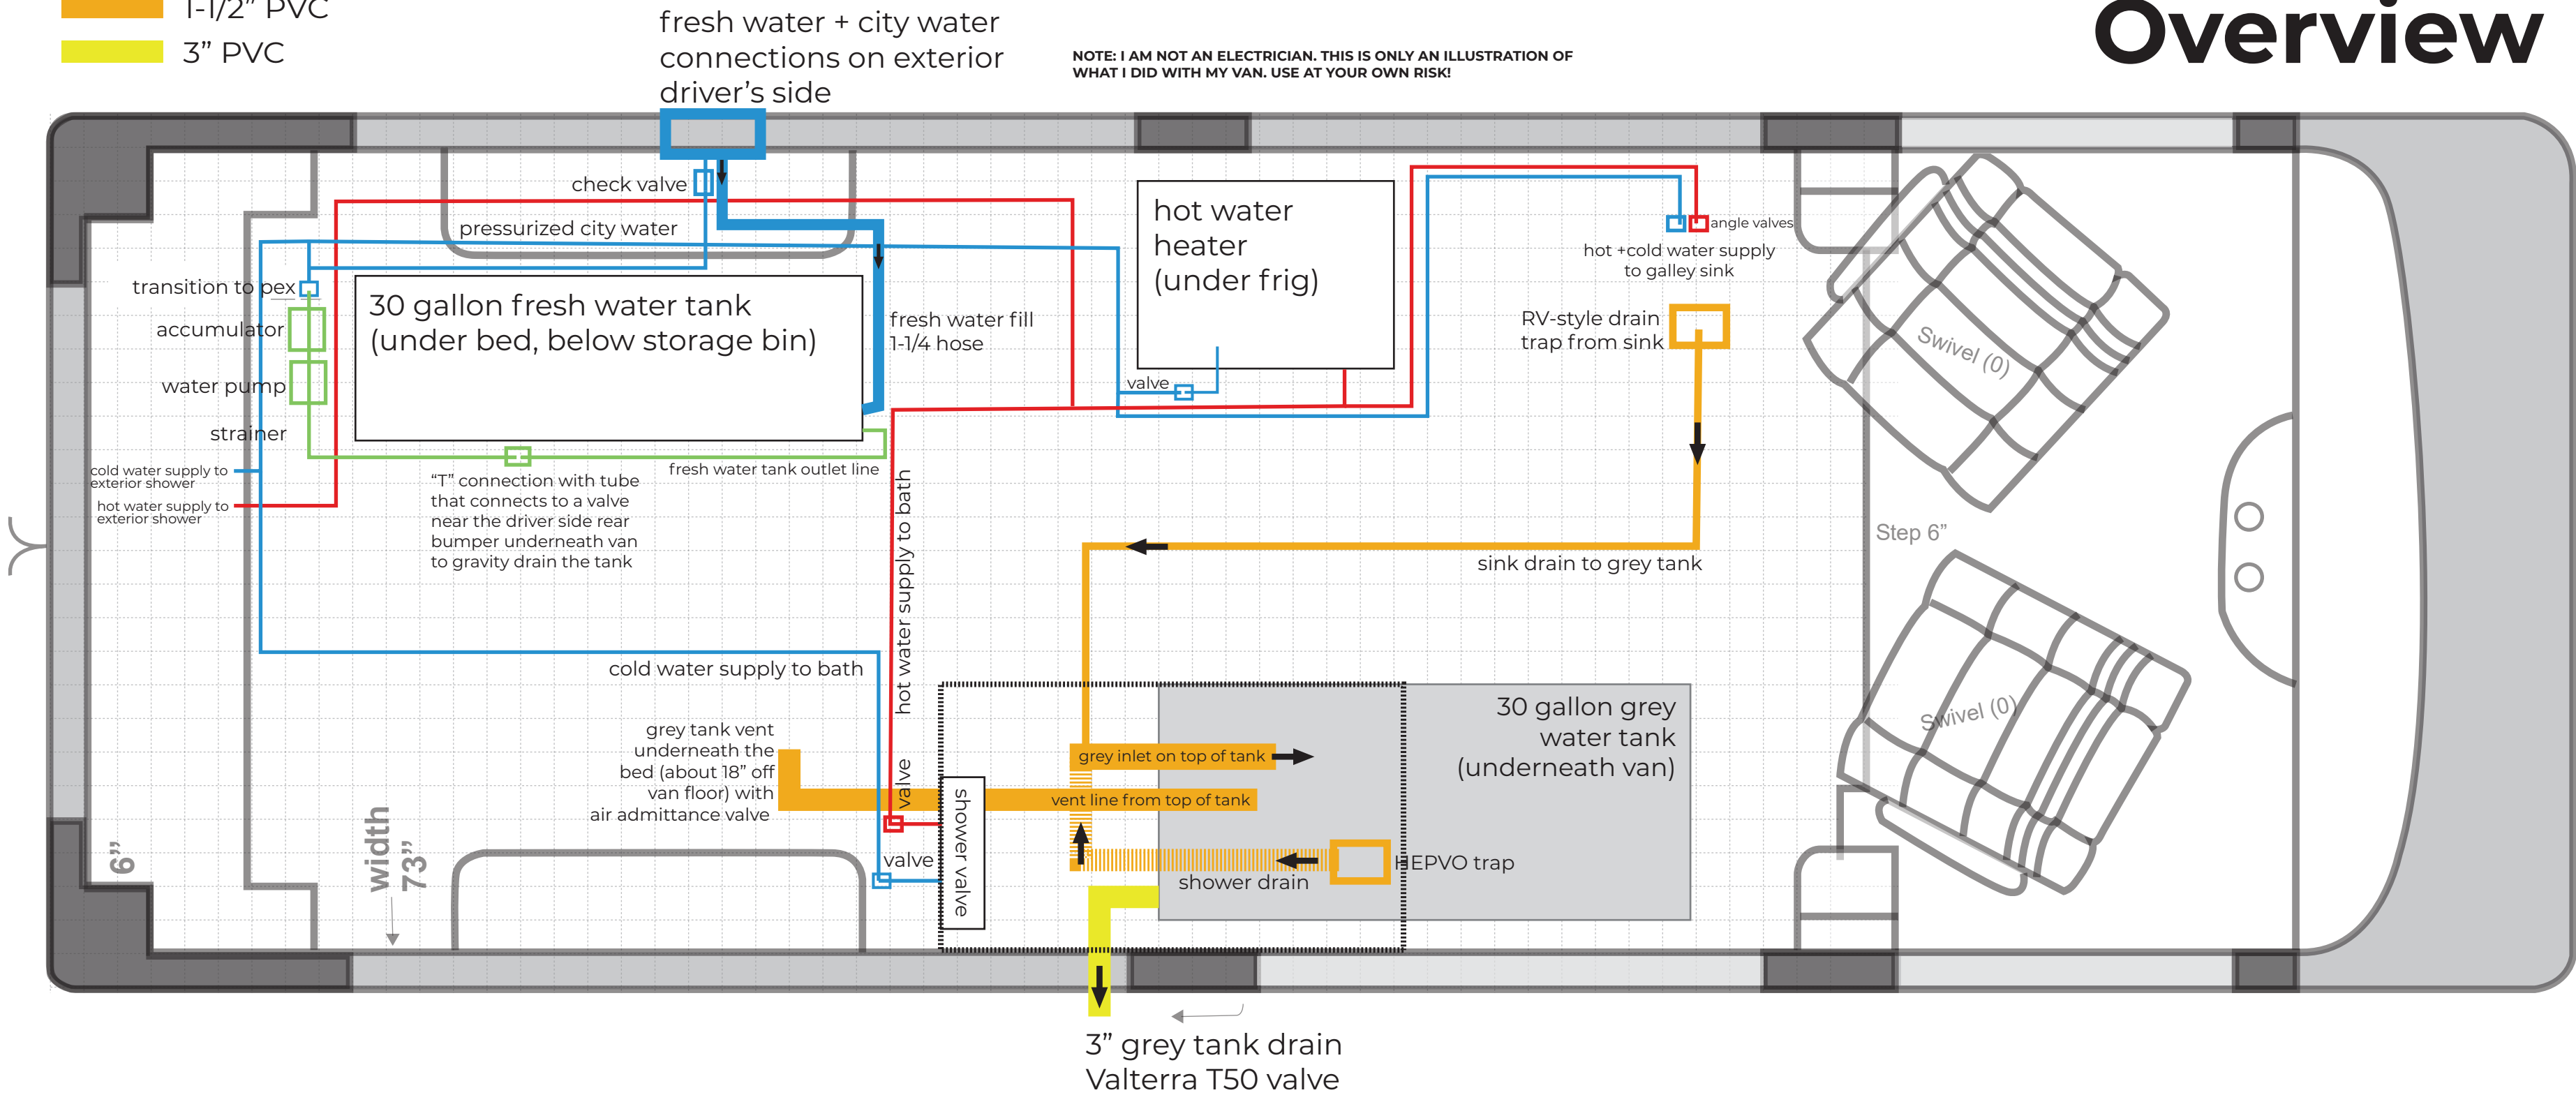 1-1/2” PVC
3” PVC
fresh water + city water
connections on exterior
driver’s side
NOTE: I AM NOT AN ELECTRICIAN. THIS IS ONLY AN ILLUSTRATION OF
WHAT I DID WITH MY VAN. USE AT YOUR OWN RISK!
Overview
check valve
pressurized city water
transition to pex
accumulator
water pump
strainer
cold water supply to
exterior shower
hot water supply to
exterior shower
30 gallon fresh water tank
(under bed, below storage bin)
fresh water fill
1-1/4 hose
fresh water tank outlet line
“T” connection with tube
that connects to a valve
near the driver side rear
bumper underneath van
to gravity drain the tank
hot water
heater
(under frig)
valve
angle valves
hot +cold water supply
to galley sink
RV-style drain
trap from sink
Swivel (0)
Step 6”
sink drain to grey tank
hot water supply to bath
cold water supply to bath
grey tank vent
underneath the
bed (about 18” off
van floor) with
air admittance valve
valve
valve
shower valve
grey inlet on top of tank
vent line from top of tank
30 gallon grey
water tank
(underneath van)
HEPVO trap
shower drain
Swivel (0)
6”
width
73”
3” grey tank drain
Valterra T50 valve